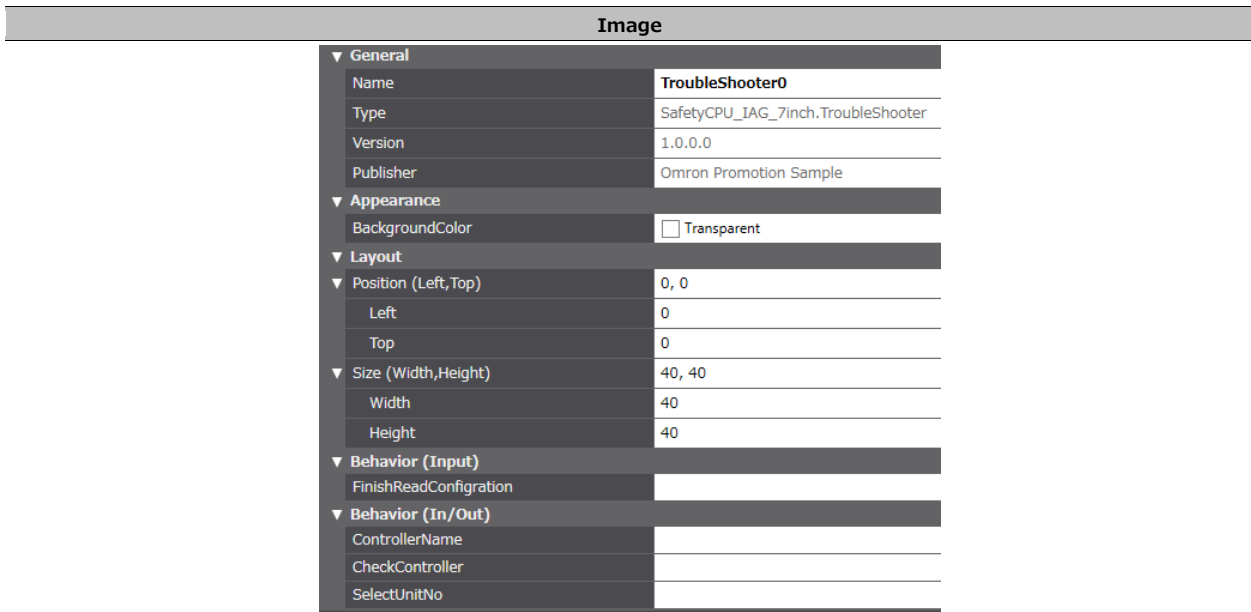 Image
General
Name TroubleShooter0
Type SafetyCPU_IAG_7inch.TroubleShooter
Version 1.0.0.0
Publisher Omron Promotion Sample
Appearance
BackgroundColor Transparent
Layout
Position (Left,Top) 0, 0
Left 0
Top 0
Size (Width,Height) 40, 40
Width 40
Height 40
Behavior (Input)
FinishReadConfigration
Behavior (In/Out)
ControllerName
CheckController
SelectUnitNo